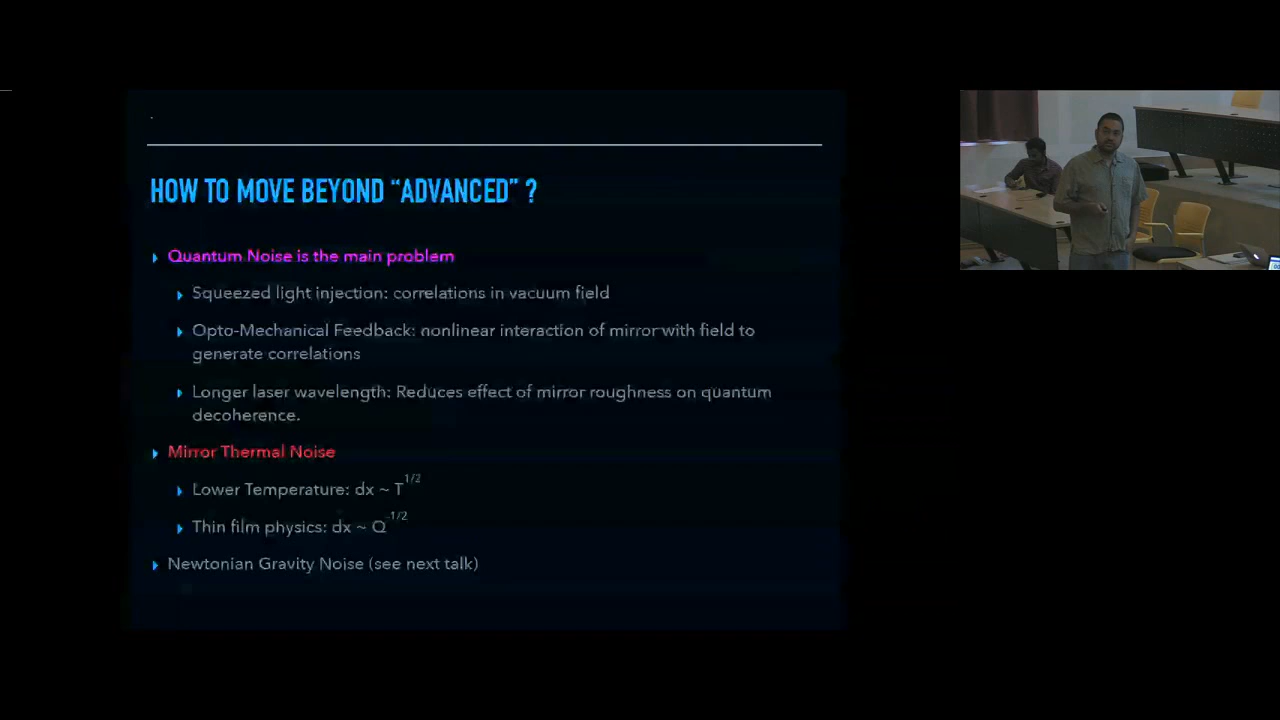 HOW TO MOVE BEYOND “ADVANCED” ?
Quantum Noise is the main problem
Squeezed light injection: correlations in vacuum field
Opto-Mechanical Feedback: nonlinear interaction of mirror with field to
generate correlations
Longer laser wavelength: Reduces effect of mirror roughness on quantum
decoherence.
Mirror Thermal Noise
Lower Temperature: dx ~ T^1/2
Thin film physics: dx ~ Q^-1/2
Newtonian Gravity Noise (see next talk)